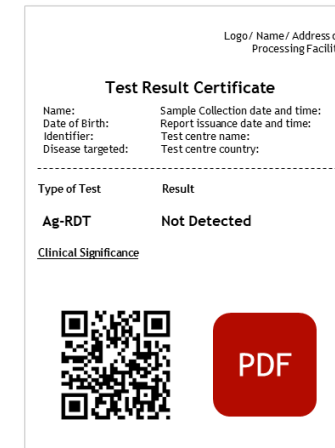 Logo/ Name/ Address
Processing
Test Result Certificate
Name: Sample Collection date and time:
Date of Birth: Report issuance date and time:
Identifier: Test centre name:
Disease targeted: Test centre country:
Type of Test Result
Ag-RDT Not Detected
Clinical Significance
PDF